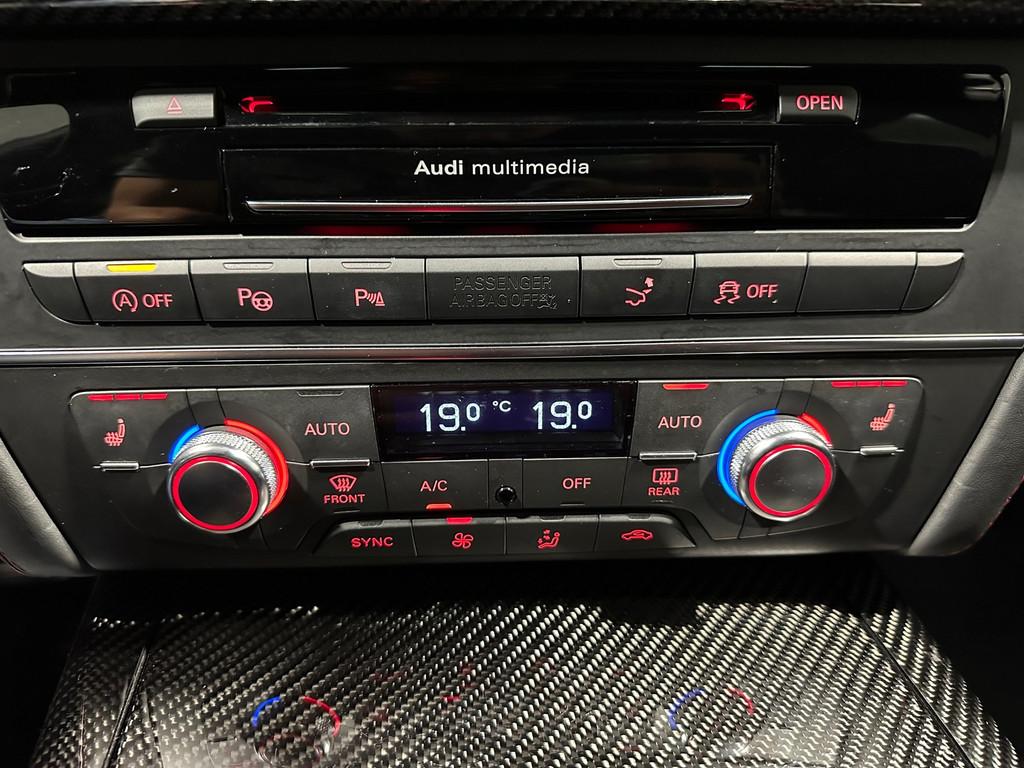 OPEN
Audi multimedia
A OFF
P
P
PASSENGER
AIRBAG OFF
OFF
AUTO
19.0 °C 19.0
AUTO
FRONT
A/C
OFF
REAR
SYNC